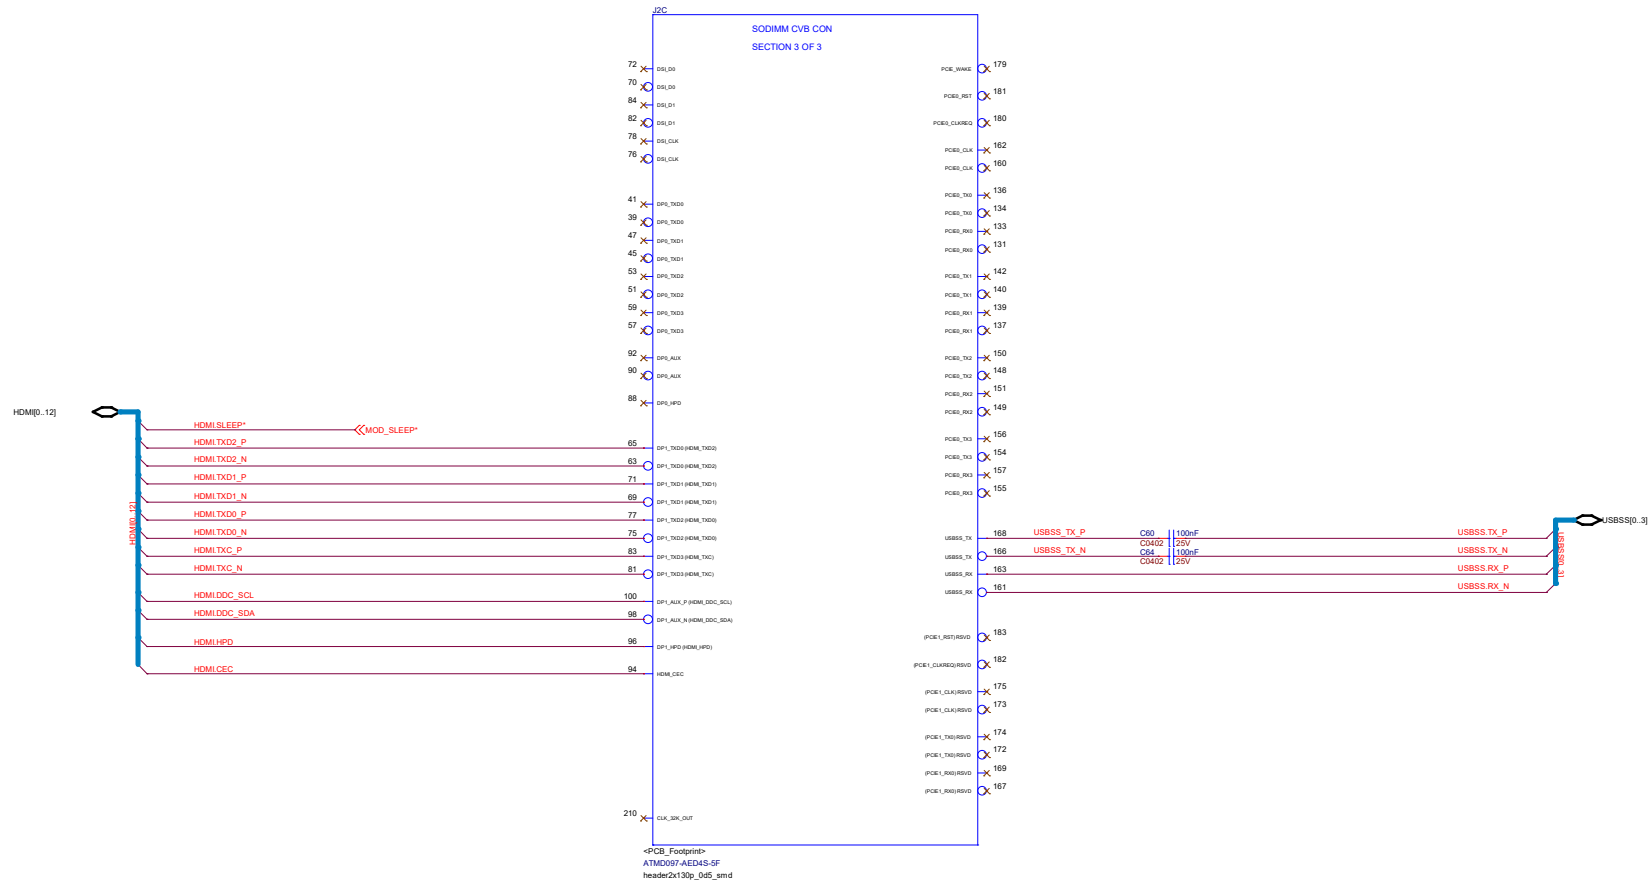 J2C
SODIMM CVB CON
SECTION 3 OF 3
72 DSI_D0
70 DSI_D0
84 DSI_D1
82 DSI_D1
78 DSI_CLK
76 DSI_CLK
41 DP0_TXD0
39 DP0_TXD0
47 DP0_TXD1
45 DP0_TXD1
53 DP0_TXD2
51 DP0_TXD2
59 DP0_TXD3
57 DP0_TXD3
92 DP0_AUX
90 DP0_AUX
88 DP0_HPD
HDMI[0..12]
HDMI[0..12]
HDMI.SLEEP* MOD_SLEEP*
HDMI.TXD2_P 65 DP1_TXD0 (HDMI_TXD2)
HDMI.TXD2_N 63 DP1_TXD0 (HDMI_TXD2)
HDMI.TXD1_P 71 DP1_TXD1 (HDMI_TXD1)
HDMI.TXD1_N 69 DP1_TXD1 (HDMI_TXD1)
HDMI.TXD0_P 77 DP1_TXD2 (HDMI_TXD0)
HDMI.TXD0_N 75 DP1_TXD2 (HDMI_TXD0)
HDMI.TXC_P 83 DP1_TXD3 (HDMI_TXC)
HDMI.TXC_N 81 DP1_TXD3 (HDMI_TXC)
HDMI.DDC_SCL 100 DP1_AUX_P (HDMI_DDC_SCL)
HDMI.DDC_SDA 98 DP1_AUX_N (HDMI_DDC_SDA)
HDMI.HPD 96 DP1_HPD (HDMI_HPD)
HDMI.CEC 94 HDMI_CEC
210 CLK_32K_OUT
PCIE_WAKE 179
PCIE0_RST 181
PCIE0_CLKREQ 180
PCIE0_CLK 162
PCIE0_CLK 160
PCIE0_TX0 136
PCIE0_TX0 134
PCIE0_RX0 133
PCIE0_RX0 131
PCIE0_TX1 142
PCIE0_TX1 140
PCIE0_RX1 139
PCIE0_RX1 137
PCIE0_TX2 150
PCIE0_TX2 148
PCIE0_RX2 151
PCIE0_RX2 149
PCIE0_TX3 156
PCIE0_TX3 154
PCIE0_RX3 157
PCIE0_RX3 155
USBSS_TX 168 USBSS_TX_P C60 100nF USBSS.TX_P
C0402 25V
USBSS_TX 166 USBSS_TX_N C64 100nF USBSS.TX_N
C0402 25V
USBSS_RX 163 USBSS.RX_P
USBSS_RX 161 USBSS.RX_N
USBSS[0..3]
USBSS[0..3]
(PCIE1_RST) RSVD 183
(PCIE1_CLKREQ) RSVD 182
(PCIE1_CLK) RSVD 175
(PCIE1_CLK) RSVD 173
(PCIE1_TX0) RSVD 174
(PCIE1_TX0) RSVD 172
(PCIE1_RX0) RSVD 169
(PCIE1_RX0) RSVD 167
<PCB_Footprint>
ATMD097-AED4S-5F
header2x130p_0d5_smd